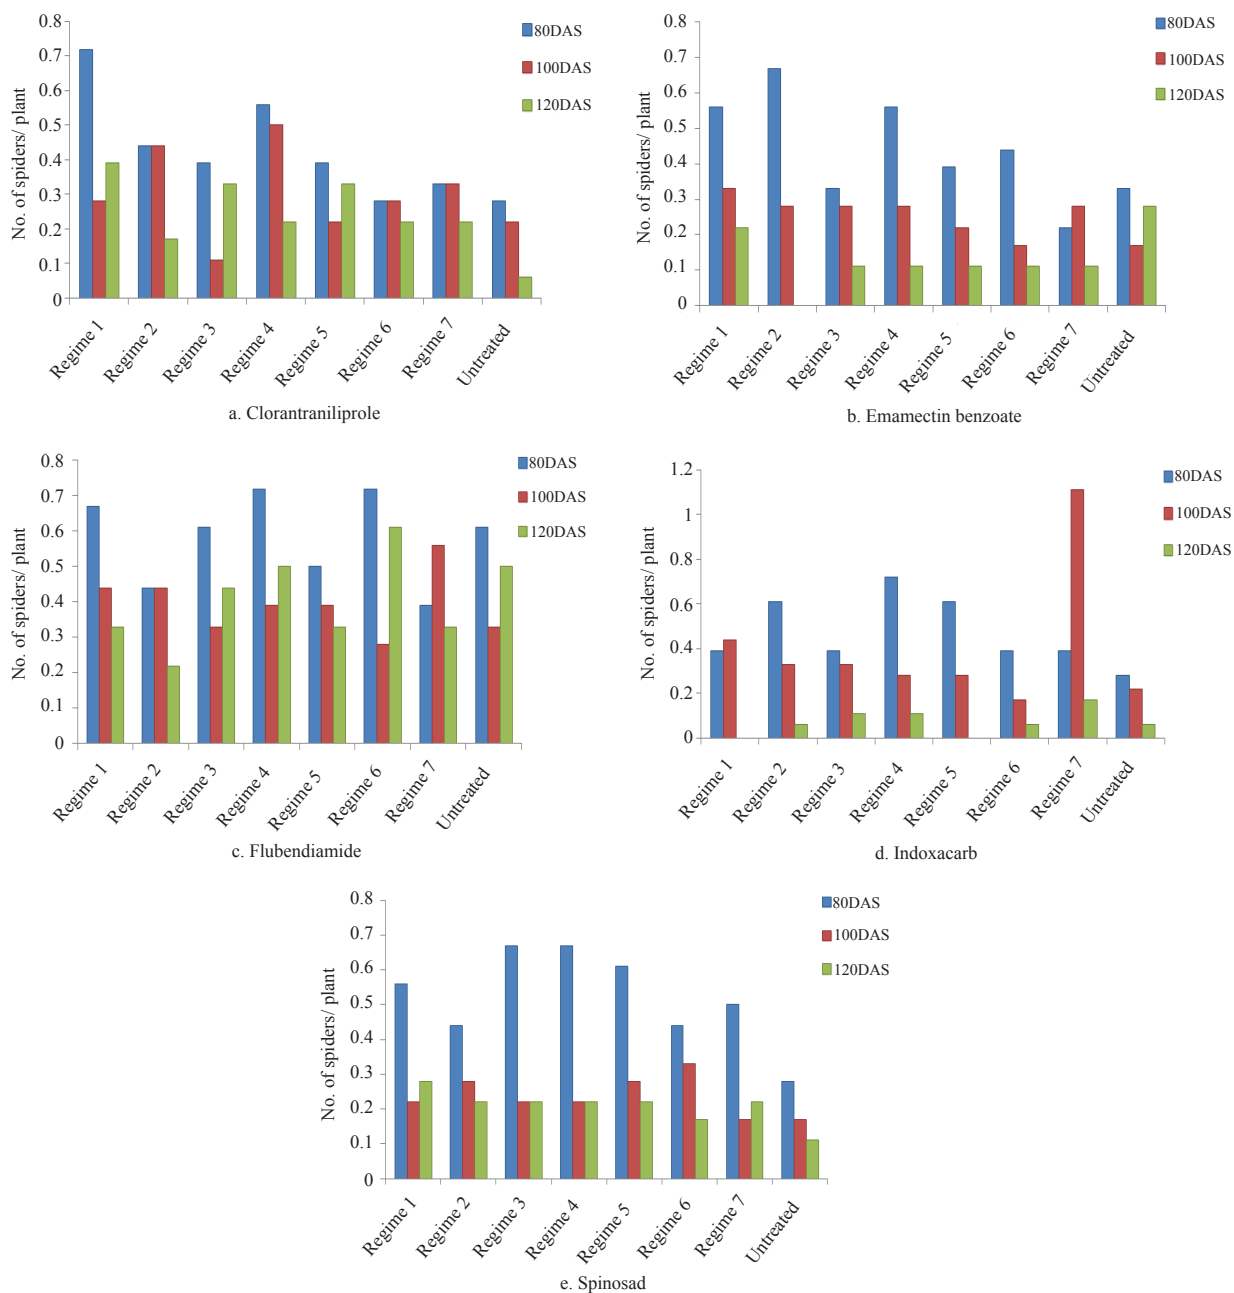 0.8
0.7
0.6
0.5
0.4
0.3
0.2
0.1
0
No. of spiders/ plant
80DAS
100DAS
120DAS
Regime 1
Regime 2
Regime 3
Regime 4
Regime 5
Regime 6
Regime 7
Untreated
a. Clorantraniliprole
0.8
0.7
0.6
0.5
0.4
0.3
0.2
0.1
0
No. of spiders/ plant
80DAS
100DAS
120DAS
Regime 1
Regime 2
Regime 3
Regime 4
Regime 5
Regime 6
Regime 7
Untreated
b. Emamectin benzoate
0.8
0.7
0.6
0.5
0.4
0.3
0.2
0.1
0
No. of spiders/ plant
80DAS
100DAS
120DAS
Regime 1
Regime 2
Regime 3
Regime 4
Regime 5
Regime 6
Regime 7
Untreated
c. Flubendiamide
1.2
1
0.8
0.6
0.4
0.2
0
No. of spiders/ plant
80DAS
100DAS
120DAS
Regime 1
Regime 2
Regime 3
Regime 4
Regime 5
Regime 6
Regime 7
Untreated
d. Indoxacarb
0.8
0.7
0.6
0.5
0.4
0.3
0.2
0.1
0
No. of spiders/ plant
80DAS
100DAS
120DAS
Regime 1
Regime 2
Regime 3
Regime 4
Regime 5
Regime 6
Regime 7
Untreated
e. Spinosad